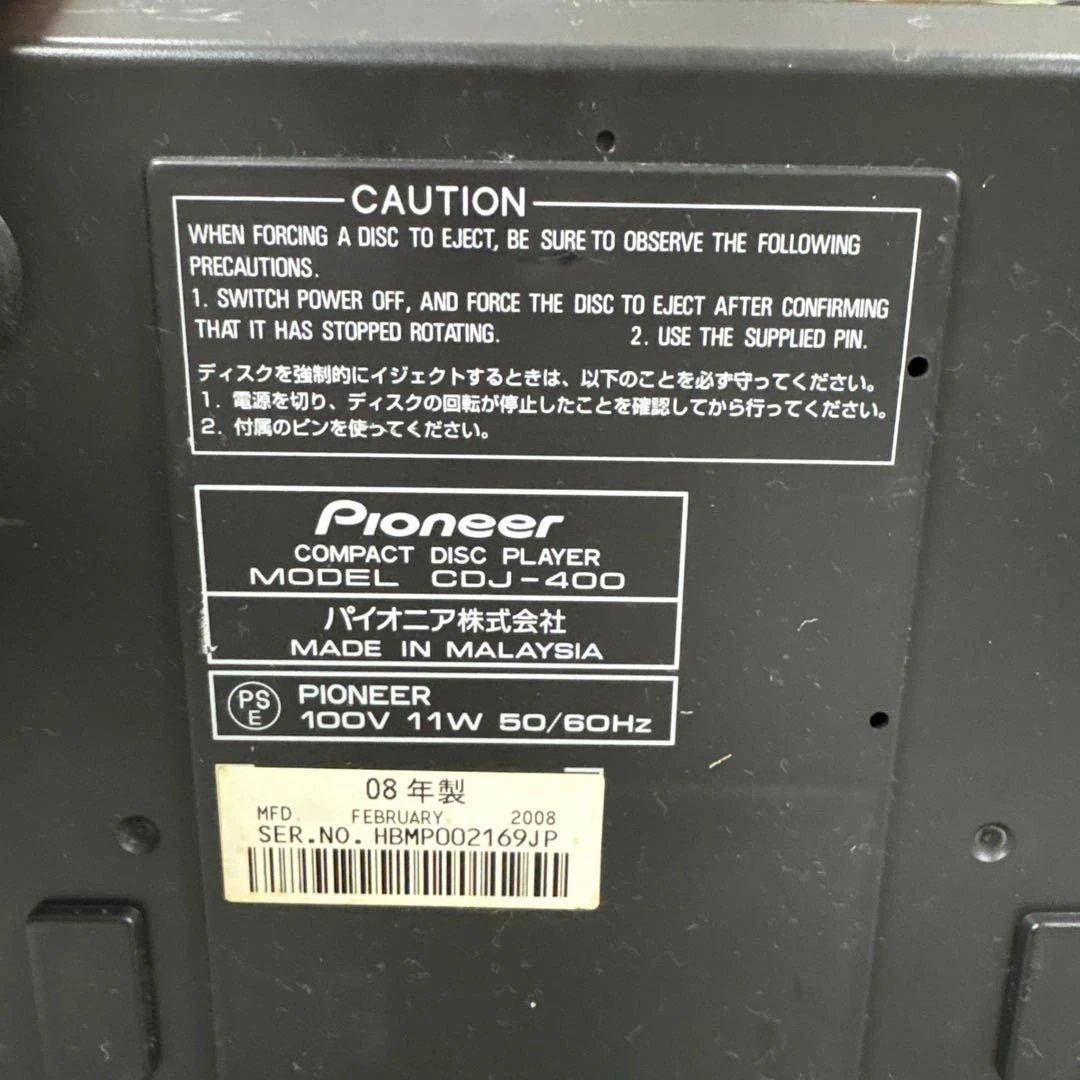 CAUTION
WHEN FORCING A DISC TO EJECT, BE SURE TO OBSERVE THE FOLLOWING
PRECAUTIONS.
1. SWITCH POWER OFF, AND FORCE THE DISC TO EJECT AFTER CONFIRMING
THAT IT HAS STOPPED ROTATING. 2. USE THE SUPPLIED PIN.
ディスクを強制的にイジェクトするときは、以下のことを必ず守ってください。
1. 電源を切り、ディスクの回転が停止したことを確認してから行ってください。
2. 付属のピンを使ってください。
Pioneer
COMPACT DISC PLAYER
MODEL CDJ-400
パイオニア株式会社
MADE IN MALAYSIA
PS E PIONEER
100V 11W 50/60Hz
08年製
MFD. FEBRUARY. 2008
SER.NO. HBMP002169JP